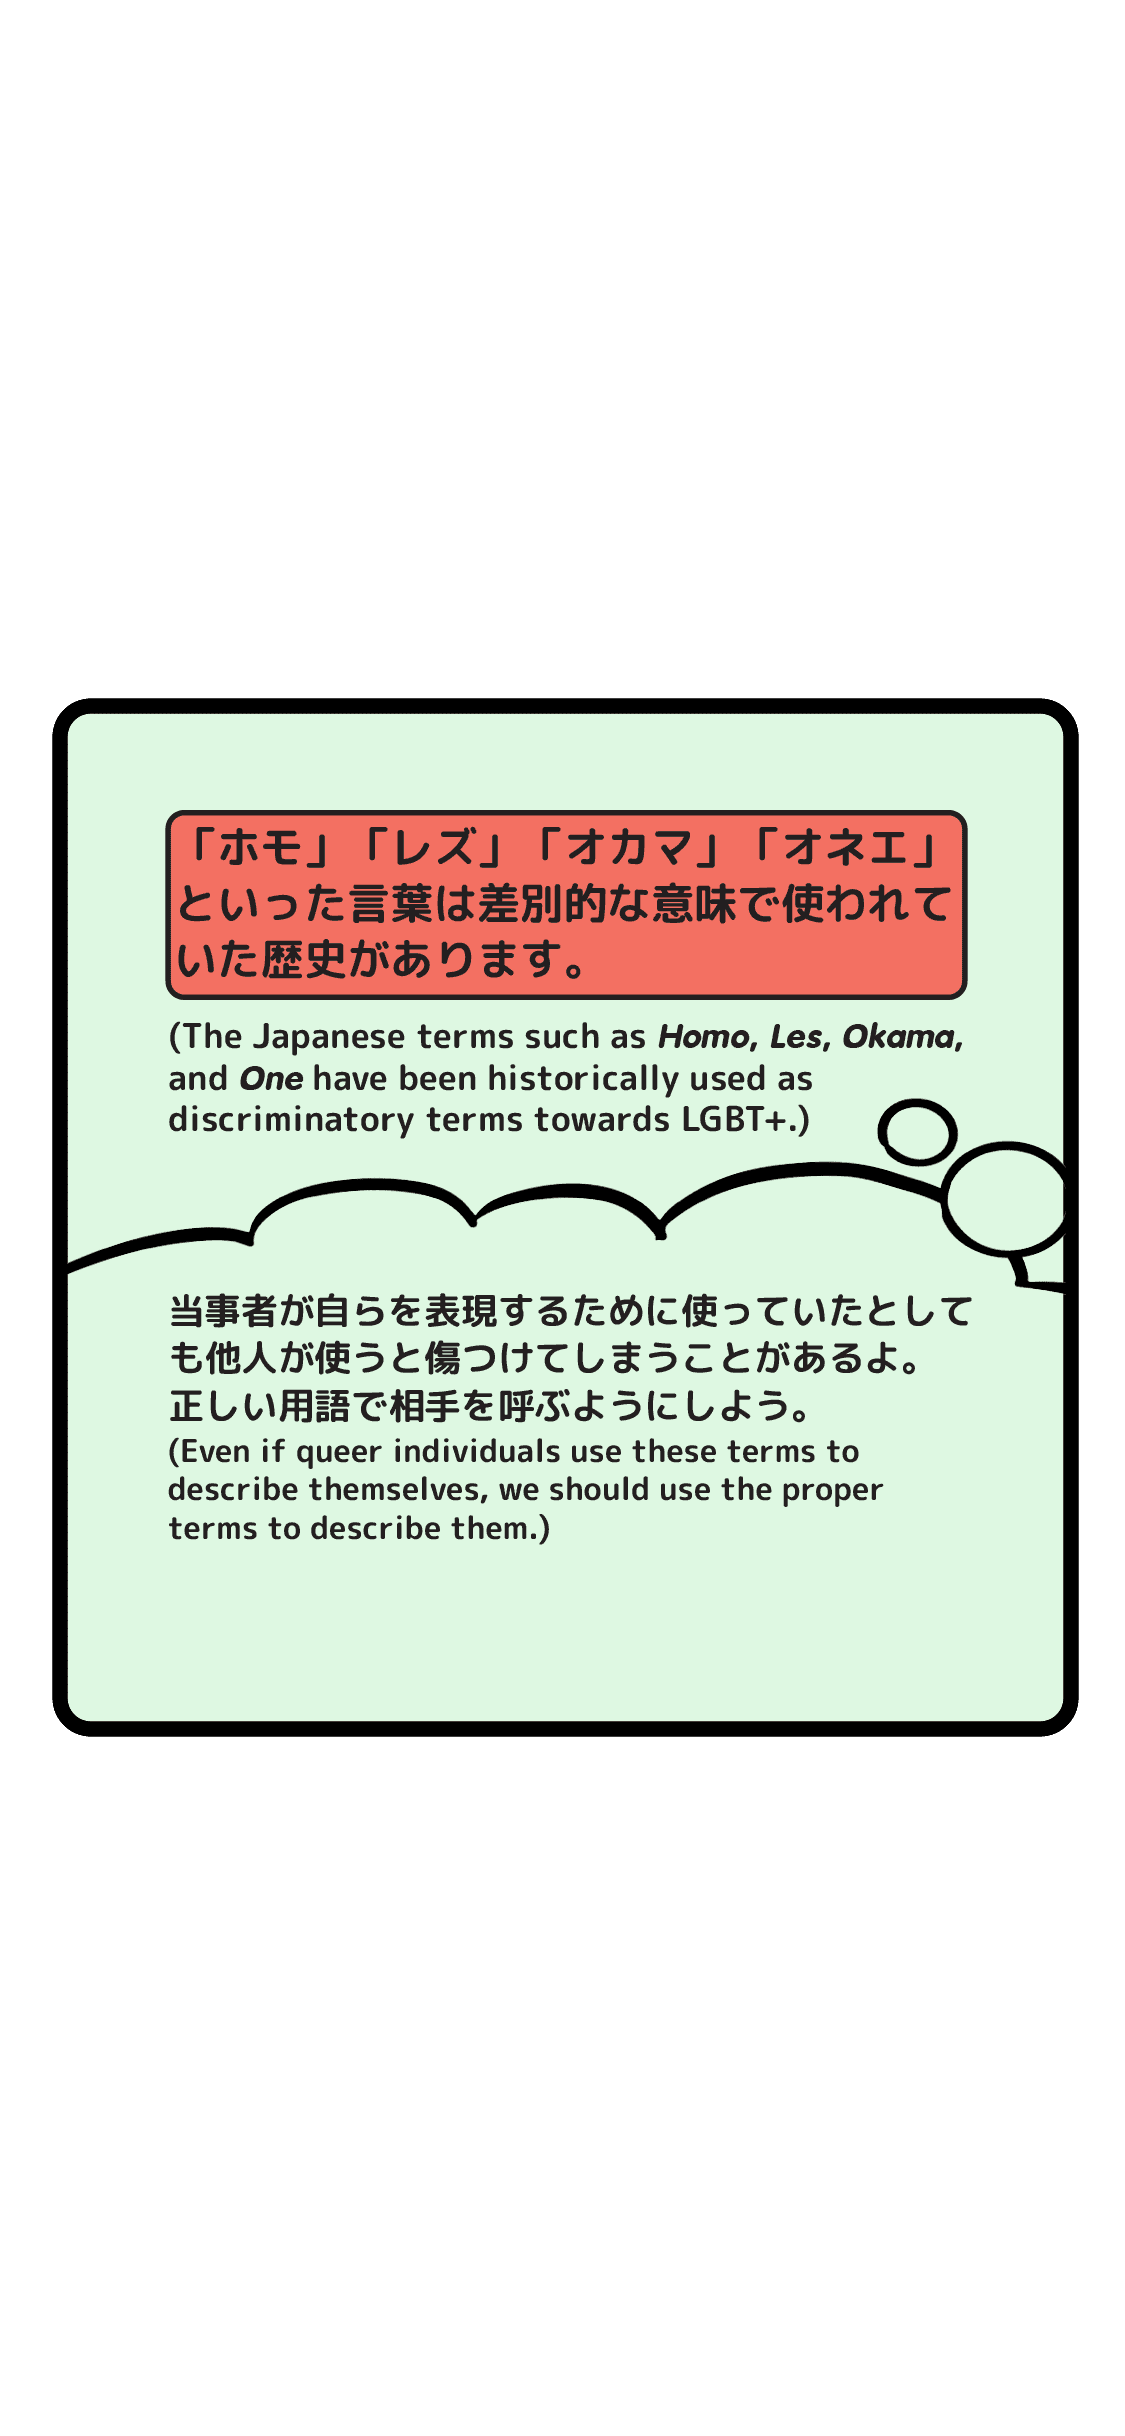 「ホモ」「レズ」「オカマ」「オネエ」
といった言葉は差別的な意味で使われて
いた歴史があります。
(The Japanese terms such as Homo, Les, Okama,
and One have been historically used as
discriminatory terms towards LGBT+.)
当事者が自らを表現するために使っていたとして
も他人が使うと傷つけてしまうことがあるよ。
正しい用語で相手を呼ぶようにしよう。
(Even if queer individuals use these terms to
describe themselves, we should use the proper
terms to describe them.)